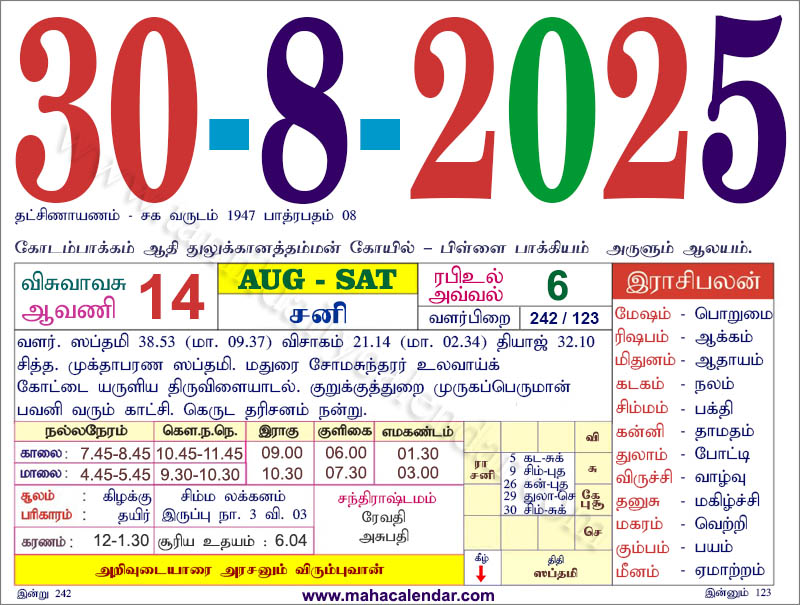 30-8-2025
தட்சிணாயணம் - சக வருடம் 1947 பாத்ரபதம் 08
கோடம்பாக்கம் ஆதி துலுக்கானத்தம்மன் கோயில் – பிள்ளை பாக்கியம் அருளும் ஆலயம்.
விசுவாவசு
ஆவணி 14
AUG - SAT
சனி
ரபிஉல் அவ்வல் 6
வளர்பிறை 242 / 123
வளர். ஸப்தமி 38.53 (மா. 09.37) விசாகம் 21.14 (மா. 02.34) தியாஜ் 32.10
சித்த. முக்தாபரண ஸப்தமி. மதுரை சோமசுந்தரர் உலவாய்க்
கோட்டை யருளிய திருவிளையாடல். குறுக்குத்துறை முருகப்பெருமான்
பவனி வரும் காட்சி. கெருட தரிசனம் நன்று.
நல்லநேரம் கௌ.ந.நெ. இராகு குளிகை எமகண்டம்
காலை: 7.45-8.45 10.45-11.45 09.00 06.00 01.30
மாலை: 4.45-5.45 9.30-10.30 10.30 07.30 03.00
சூலம் : கிழக்கு
பரிகாரம் : தயிர்
சிம்ம லக்கனம்
இருப்பு நா. 3 வி. 03
சந்திராஷ்டமம்
ரேவதி
அசுபதி
கரணம் : 12-1.30 சூரிய உதயம் : 6.04
அறிவுடையாரை அரசனும் விரும்புவான்
வி
ரா
சனி
5 கட-சுக்
9 சிம்-புத
26 கன்-புத
29 துலா-செ
30 சிம்-சுக்
சு
கே
புசூ
செ
கீழ்
திதி
ஸப்தமி
இராசிபலன்
மேஷம் - பொறுமை
ரிஷபம் - ஆக்கம்
மிதுனம் - ஆதாயம்
கடகம் - நலம்
சிம்மம் - பக்தி
கன்னி - தாமதம்
துலாம் - போட்டி
விருச்சி - வாழ்வு
தனுசு - மகிழ்ச்சி
மகரம் - வெற்றி
கும்பம் - பயம்
மீனம் - ஏமாற்றம்
இன்று 242
www.mahacalendar.com
இன்னும் 123